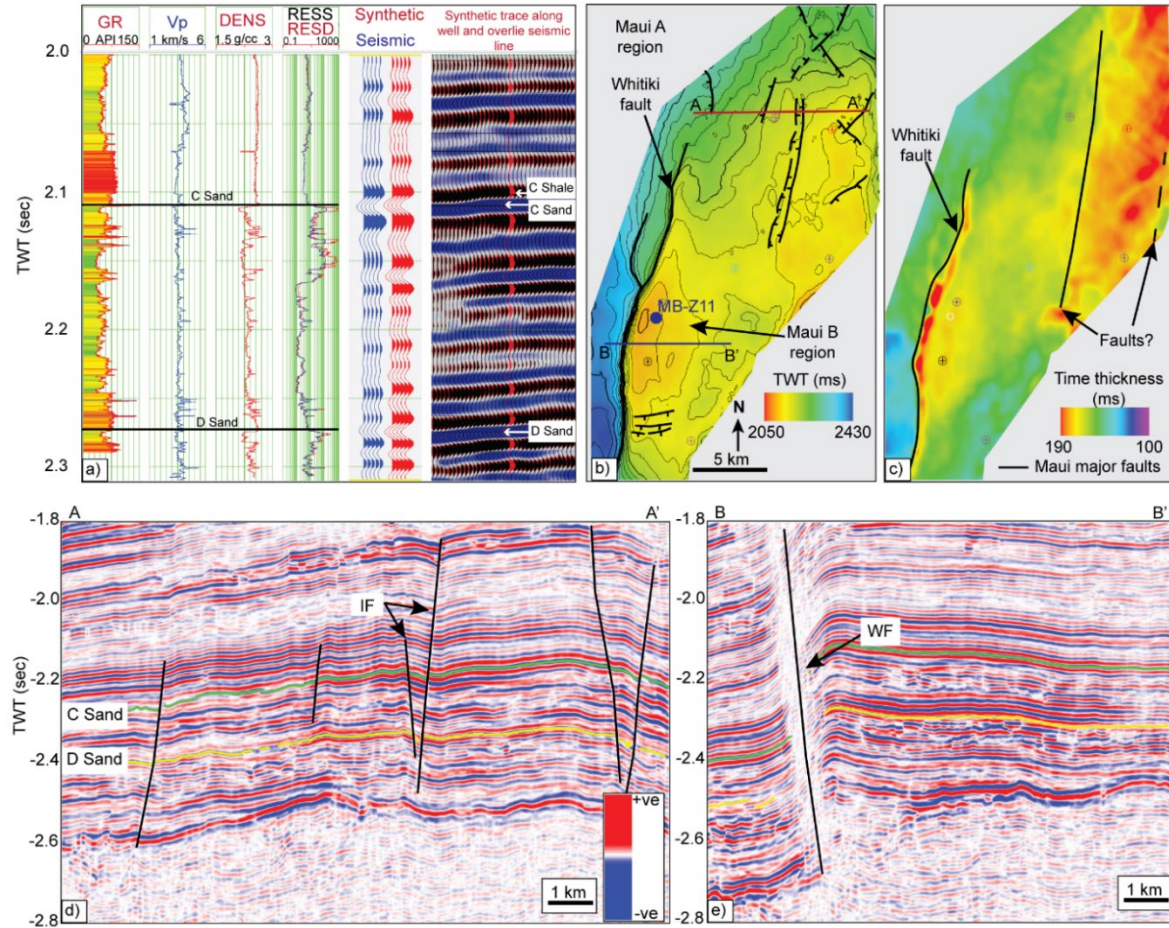 GR
0 API 150
Vp
1 km/s 6
DENS
1.5 g/cc 3
RESS
RESD
0.1 1000
Synthetic
Seismic
Synthetic trace along
well and overlie seismic
line
2.0
2.1
2.2
2.3
TWT (sec)
C Sand
D Sand
C Shale
C Sand
D Sand
a)
Maui A
region
Whitiki
fault
A
A'
MB-Z11
B
B'
Maui B
region
TWT (ms)
2050 2430
N
5 km
b)
Whitiki
fault
Faults?
Time thickness
(ms)
190 100
Maui major faults
c)
A
A'
-1.8
-2.0
-2.2
-2.4
-2.6
-2.8
TWT (sec)
IF
C Sand
D Sand
+ve
-ve
1 km
d)
B
B'
-1.8
-2.0
-2.2
-2.4
-2.6
-2.8
WF
1 km
e)